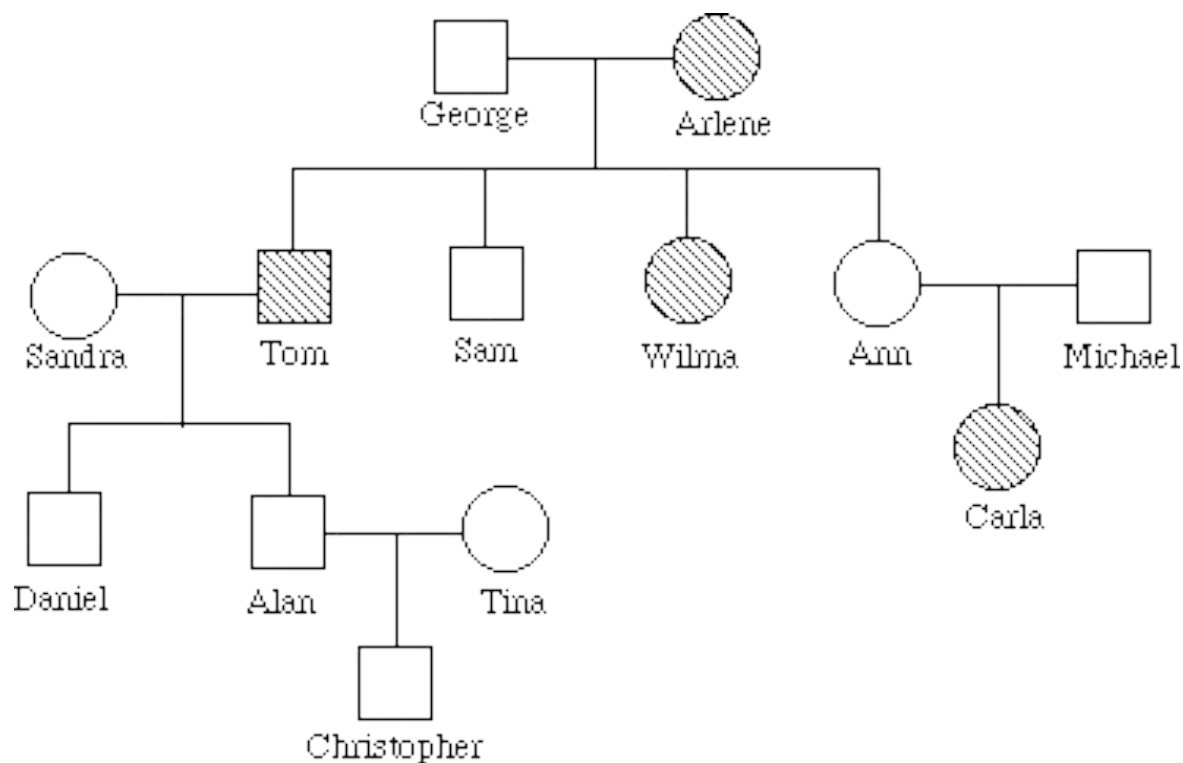 George
Arlene
Sandra
Tom
Sam
Wilma
Ann
Michael
Carla
Daniel
Alan
Tina
Christopher